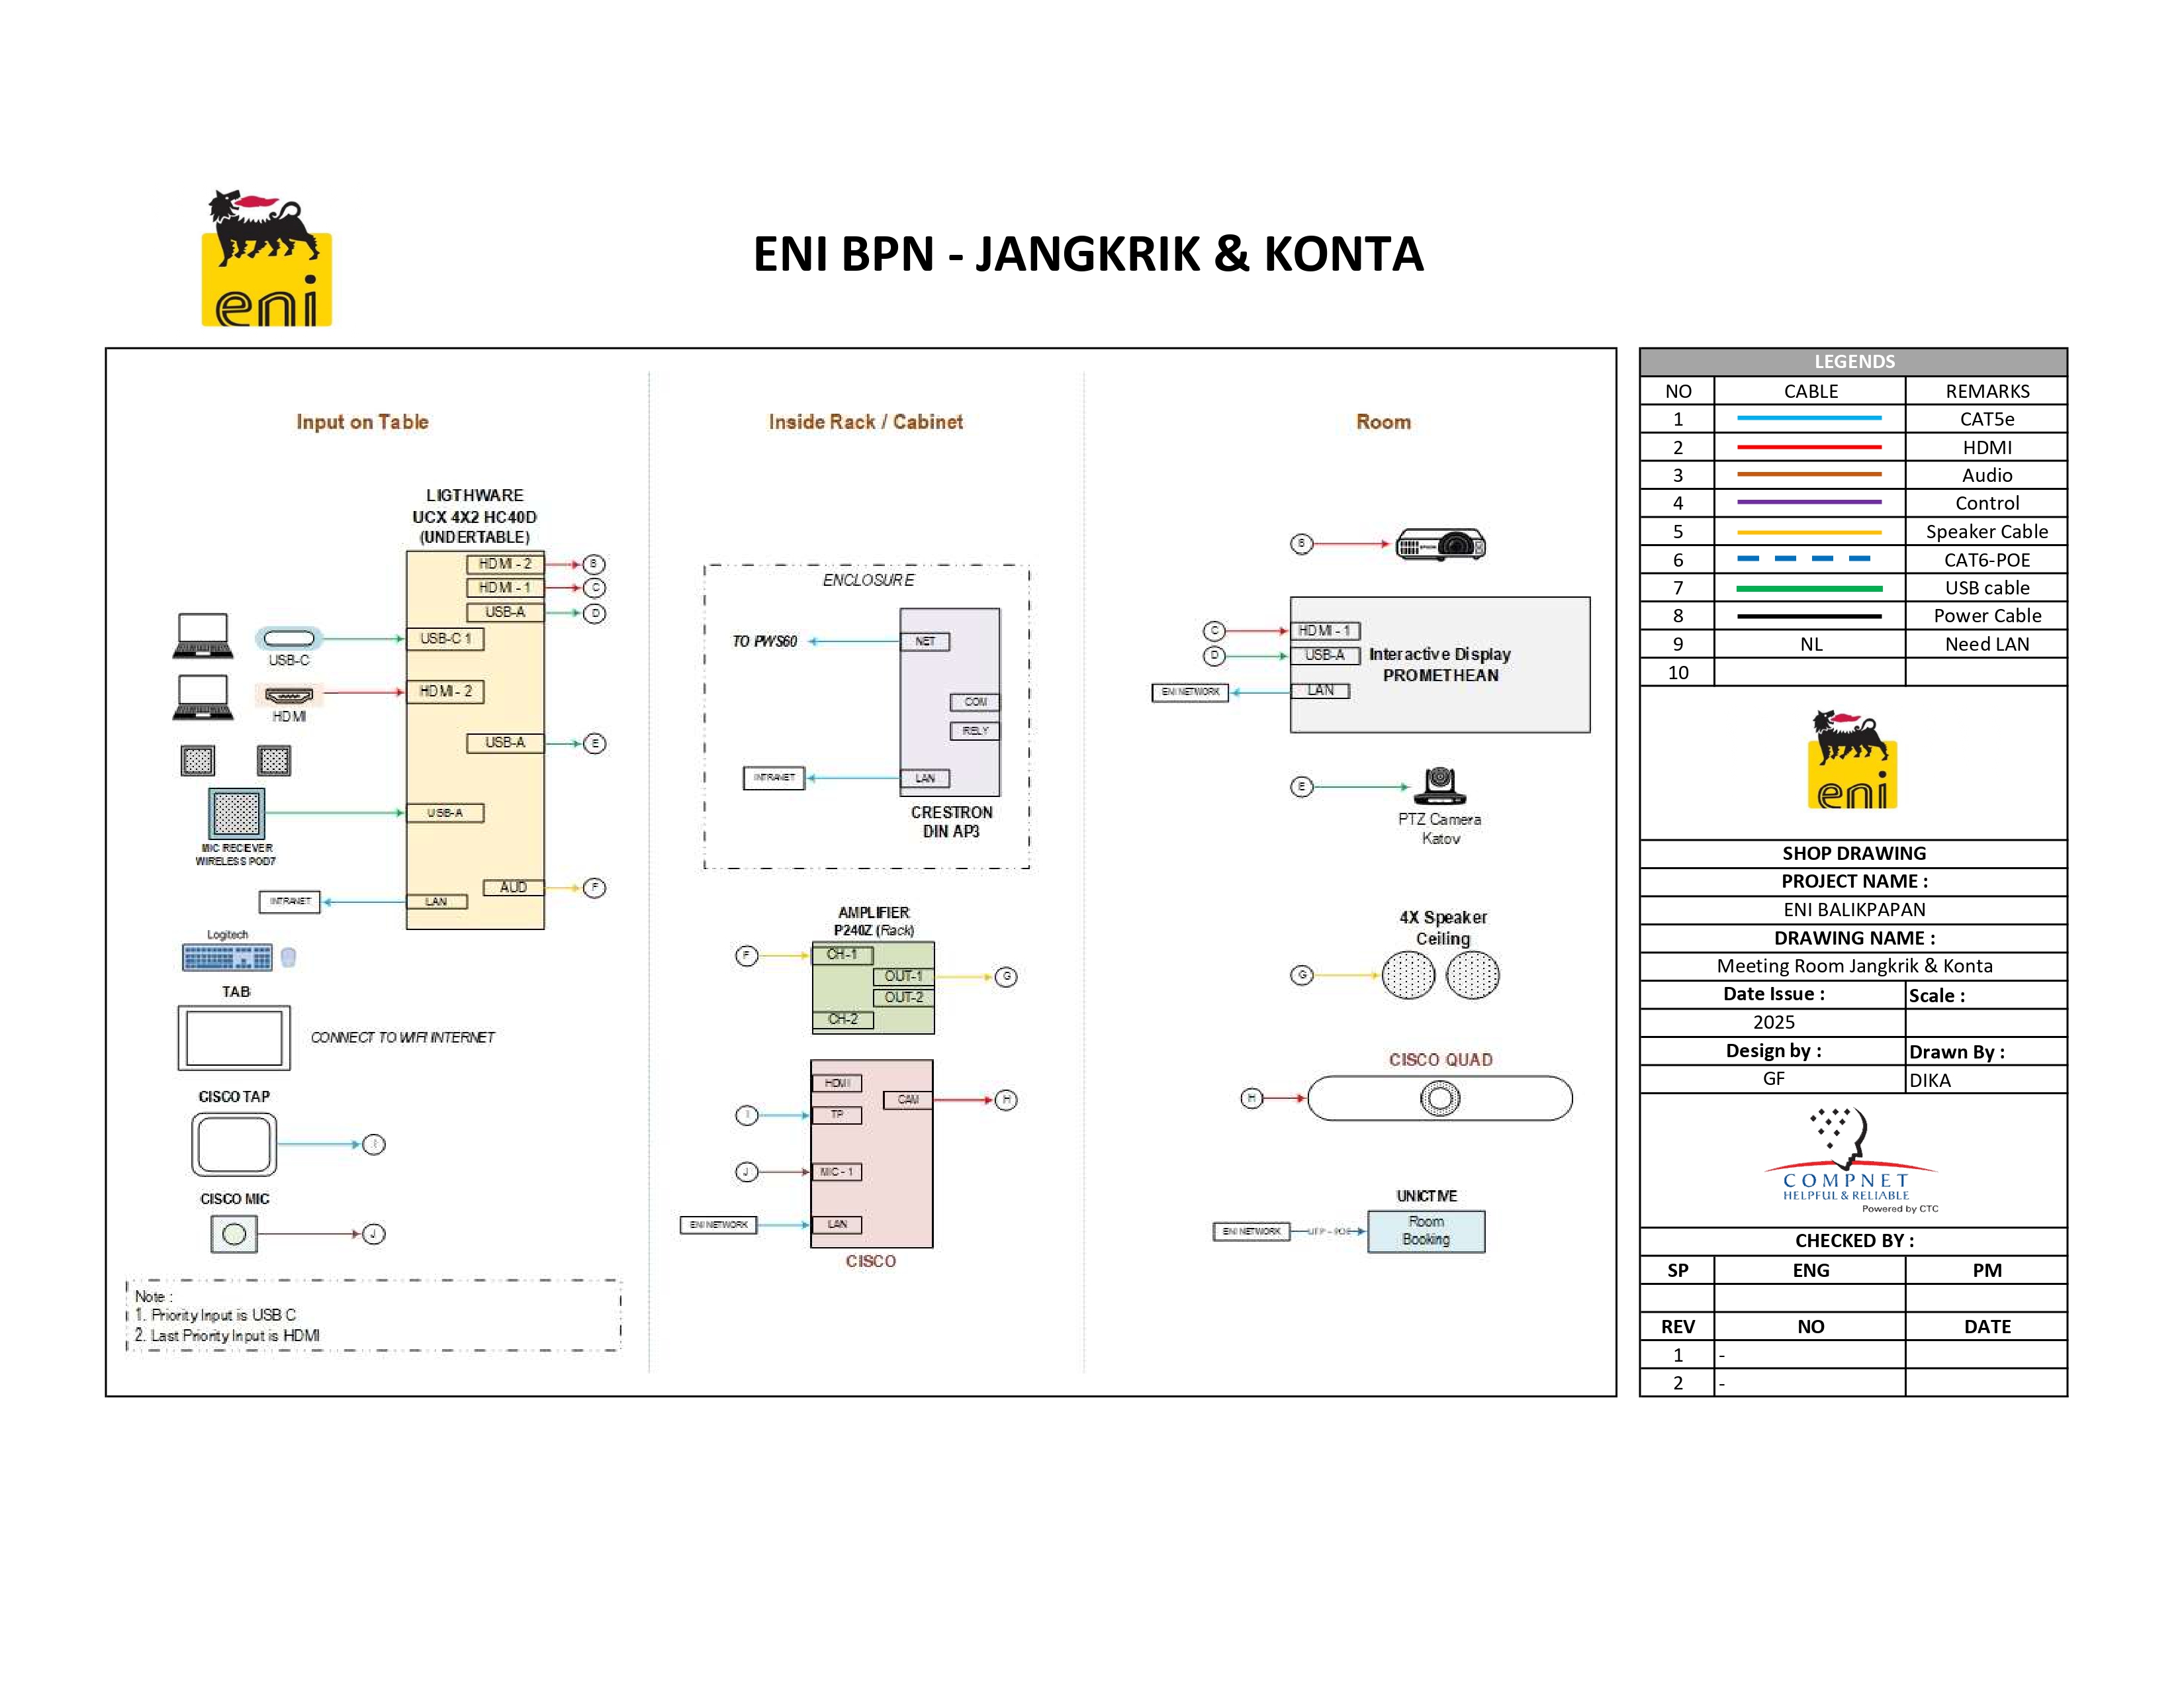 eni
ENI BPN - JANGKRIK & KONTA
Input on Table
LIGTHWARE
UCX 4X2 HC40D
(UNDERTABLE)
HDMI - 2
B
HDMI - 1
C
USB-A
D
USB-C 1
USB-C
HDMI - 2
HDMI
USB-A
E
USB-A
MIC RECEVER
WIRELESS POD7
AUD
F
INTRANET
LAN
Logitech
TAB
CONNECT TO WIFI INTERNET
CISCO TAP
I
CISCO MIC
J
Note :
1. Priority Input is USB C
2. Last Priority Input is HDMI
Inside Rack / Cabinet
ENCLOSURE
TO PWS60
NET
COM
RELY
INTRANET
LAN
CRESTRON
DIN AP3
AMPLIFIER
P240Z (Rack)
F
CH-1
OUT-1
G
OUT-2
CH-2
HDMI
CAM
H
I
TP
J
MIC - 1
ENI NETWORK
LAN
CISCO
Room
B
EPSON
C
HDMI - 1
D
USB-A
Interactive Display
PROMETHEAN
ENI NETWORK
LAN
E
PTZ Camera
Katov
4X Speaker
Ceiling
G
CISCO QUAD
H
UNICTIVE
ENI NETWORK
UTP - POE
Room
Booking
LEGENDS
NO CABLE REMARKS
1 CAT5e
2 HDMI
3 Audio
4 Control
5 Speaker Cable
6 CAT6-POE
7 USB cable
8 Power Cable
9 NL Need LAN
10
eni
SHOP DRAWING
PROJECT NAME :
ENI BALIKPAPAN
DRAWING NAME :
Meeting Room Jangkrik & Konta
Date Issue : Scale :
2025
Design by : Drawn By :
GF DIKA
COMPNET
HELPFUL & RELIABLE
Powered by CTC
CHECKED BY :
SP ENG PM
REV NO DATE
1 -
2 -